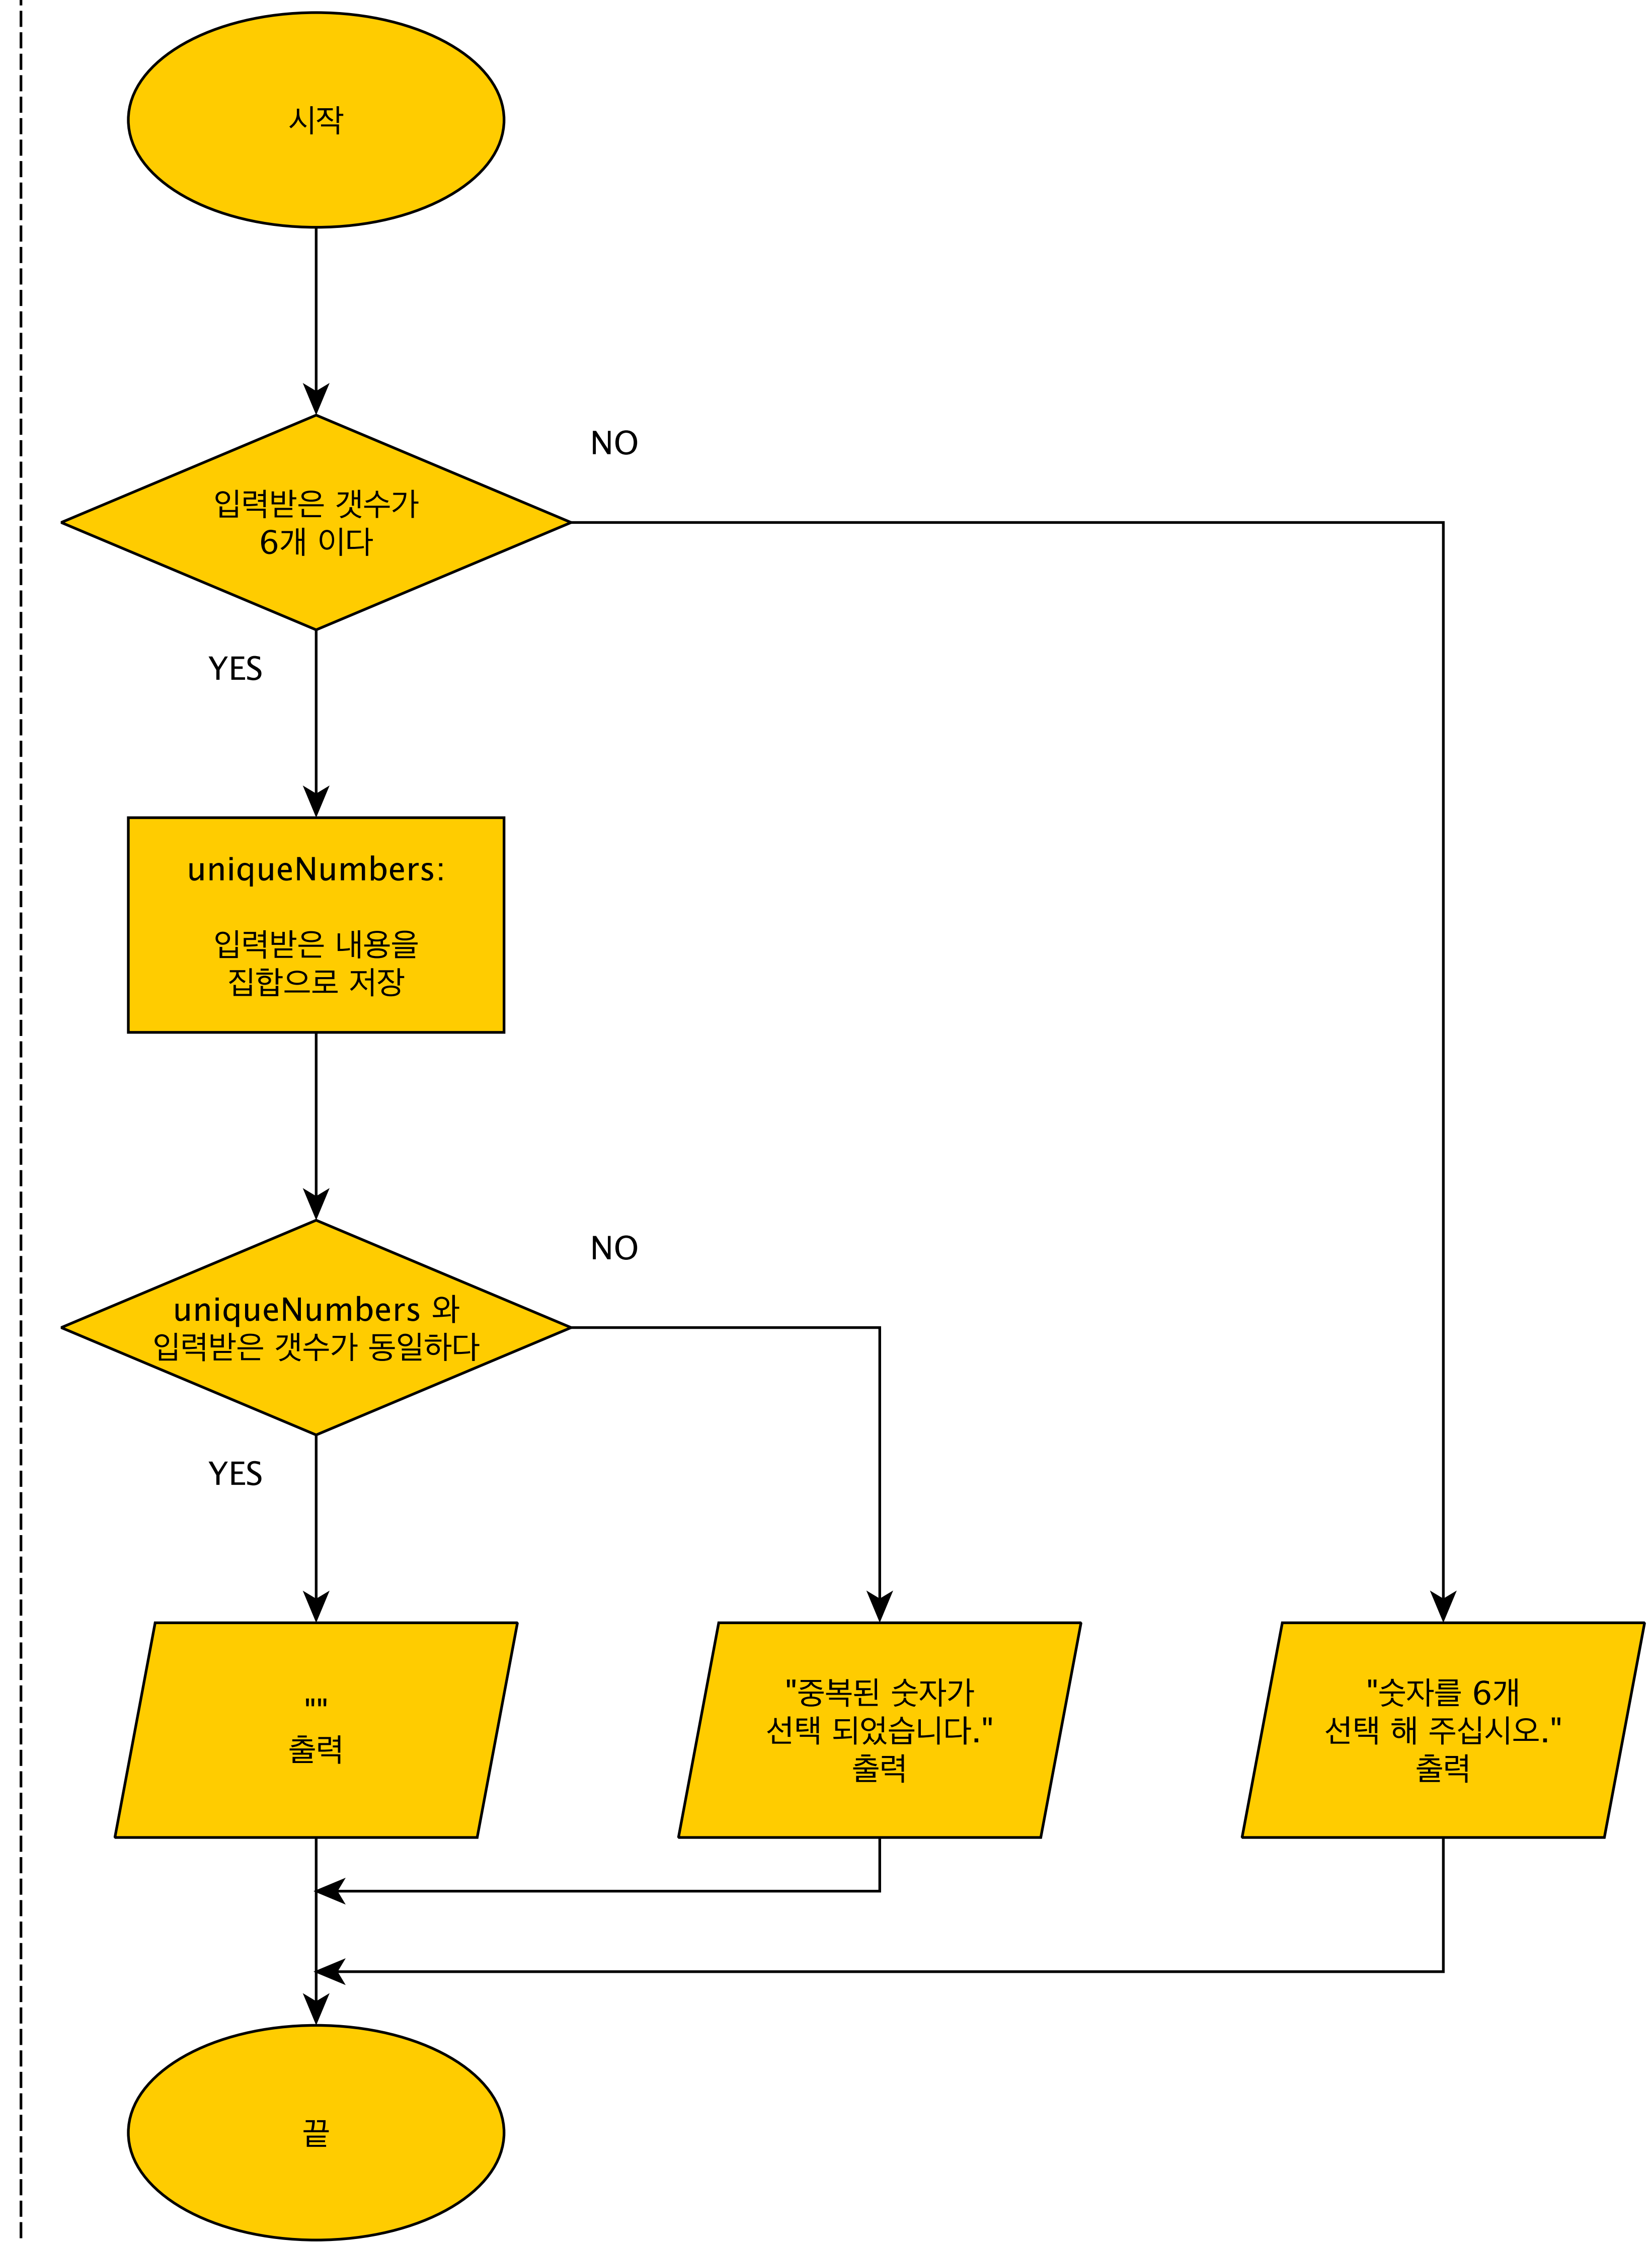 시작
입력받은 갯수가
6개 이다
NO
YES
uniqueNumbers:
입력받은 내용을
집합으로 저장
uniqueNumbers 와
입력받은 갯수가 동일하다
NO
YES
""
출력
"중복된 숫자가
선택 되었습니다."
출력
"숫자를 6개
선택 해 주십시오."
출력
끝